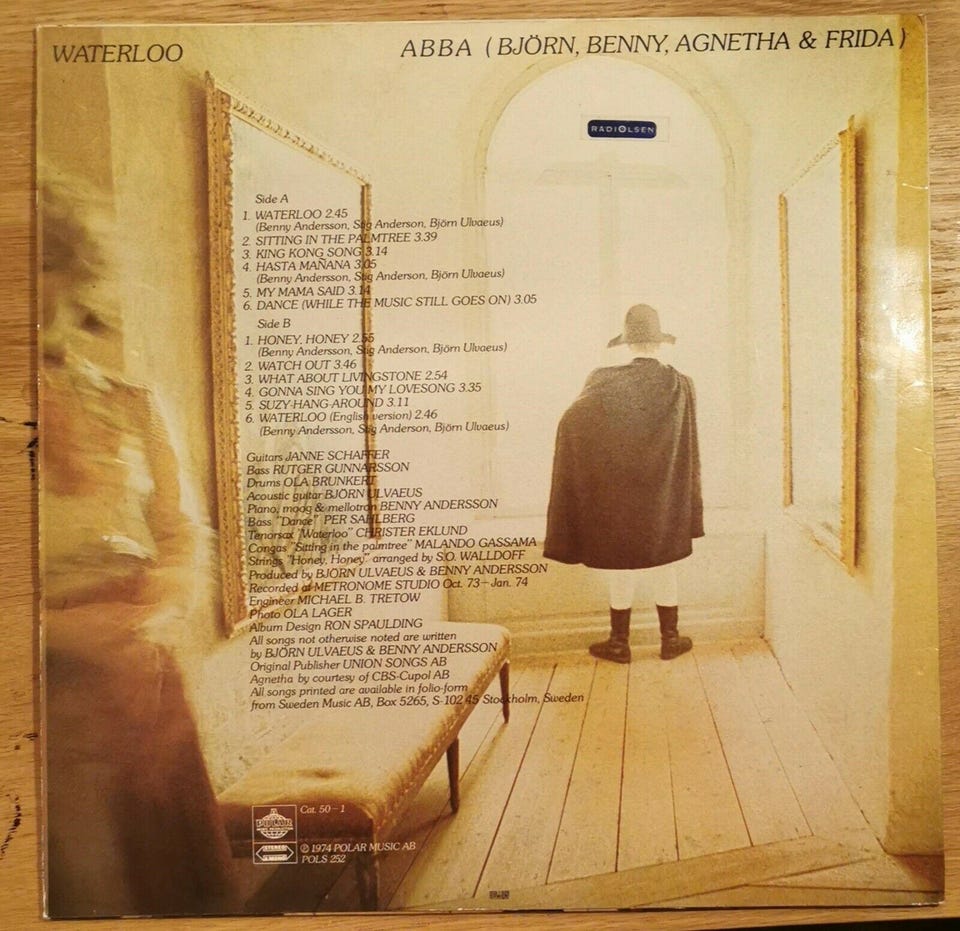 WATERLOO
ABBA (BJÖRN, BENNY, AGNETHA & FRIDA)
RADIOLSEN
Side A
1. WATERLOO 2.45
(Benny Andersson, Stig Anderson, Björn Ulvaeus)
2. SITTING IN THE PALMTREE 3.39
3. KING KONG SONG 3.14
4. HASTA MAÑANA 3.05
(Benny Andersson, Stig Anderson, Björn Ulvaeus)
5. MY MAMA SAID 3.14
6. DANCE (WHILE THE MUSIC STILL GOES ON) 3.05
Side B
1. HONEY, HONEY 2.55
(Benny Andersson, Stig Anderson, Björn Ulvaeus)
2. WATCH OUT 3.46
3. WHAT ABOUT LIVINGSTONE 2.54
4. GONNA SING YOU MY LOVESONG 3.35
5. SUZY-HANG-AROUND 3.11
6. WATERLOO (English version) 2.46
(Benny Andersson, Stig Anderson, Björn Ulvaeus)
Guitars JANNE SCHAFFER
Bass RUTGER GUNNARSSON
Drums OLA BRUNKERT
Acoustic guitar BJÖRN ULVAEUS
Piano, moog & mellotron BENNY ANDERSSON
Bass "Dance" PER SAHLBERG
Tenorsax "Waterloo" CHRISTER EKLUND
Congas "Sitting in the palmtree" MALANDO GASSAMA
Strings "Honey, Honey" arranged by S.O. WALLDOFF
Produced by BJÖRN ULVAEUS & BENNY ANDERSSON
Recorded at METRONOME STUDIO Oct. 73 – Jan. 74
Engineer MICHAEL B. TRETOW
Photo OLA LAGER
Album Design RON SPAULDING
All songs not otherwise noted are written
by BJÖRN ULVAEUS & BENNY ANDERSSON
Original Publisher UNION SONGS AB
Agnetha by courtesy of CBS-Cupol AB
All songs printed are available in folio-form
from Sweden Music AB, Box 5265, S-102 45 Stockholm, Sweden
Cat. 50 – 1
POLAR
STEREO
℗ 1974 POLAR MUSIC AB
POLS 252